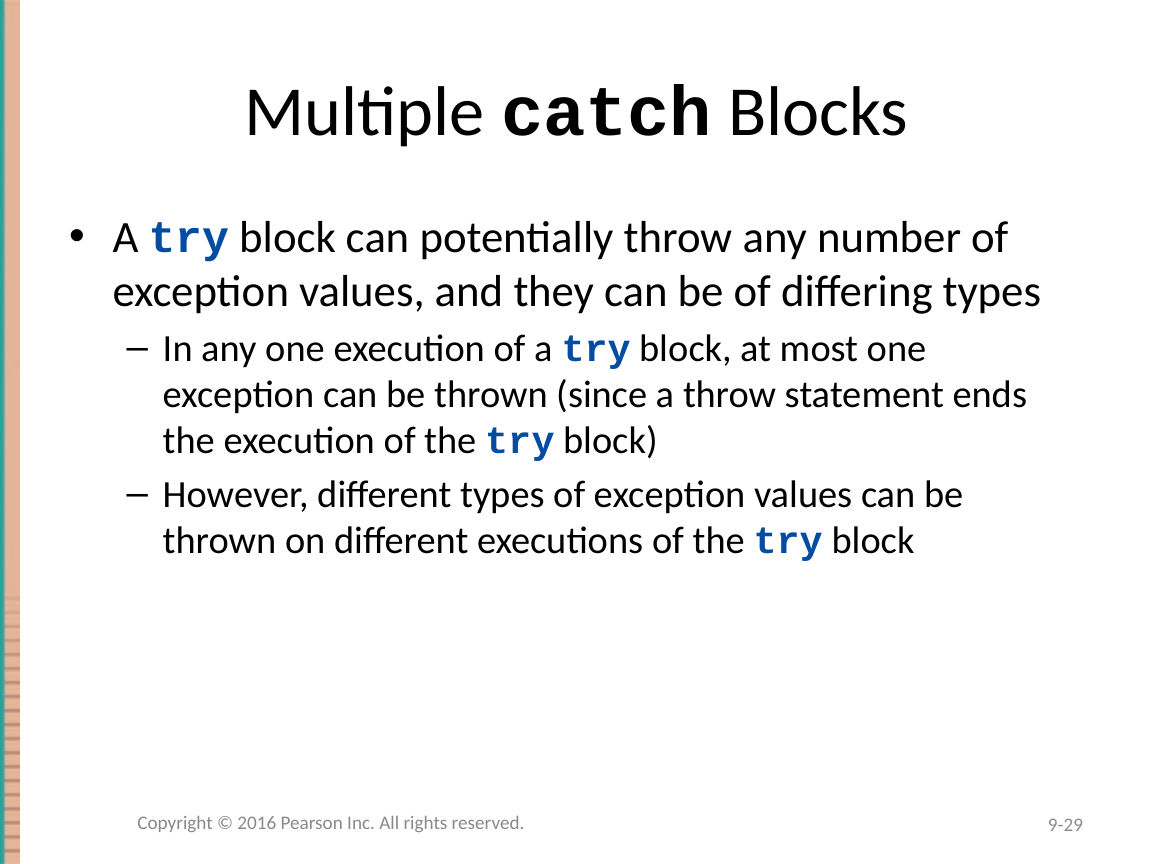 Multiple catch Blocks
• A try block can potentially throw any number of
exception values, and they can be of differing types
– In any one execution of a try block, at most one
exception can be thrown (since a throw statement ends
the execution of the try block)
– However, different types of exception values can be
thrown on different executions of the try block
Copyright © 2016 Pearson Inc. All rights reserved.
9-29